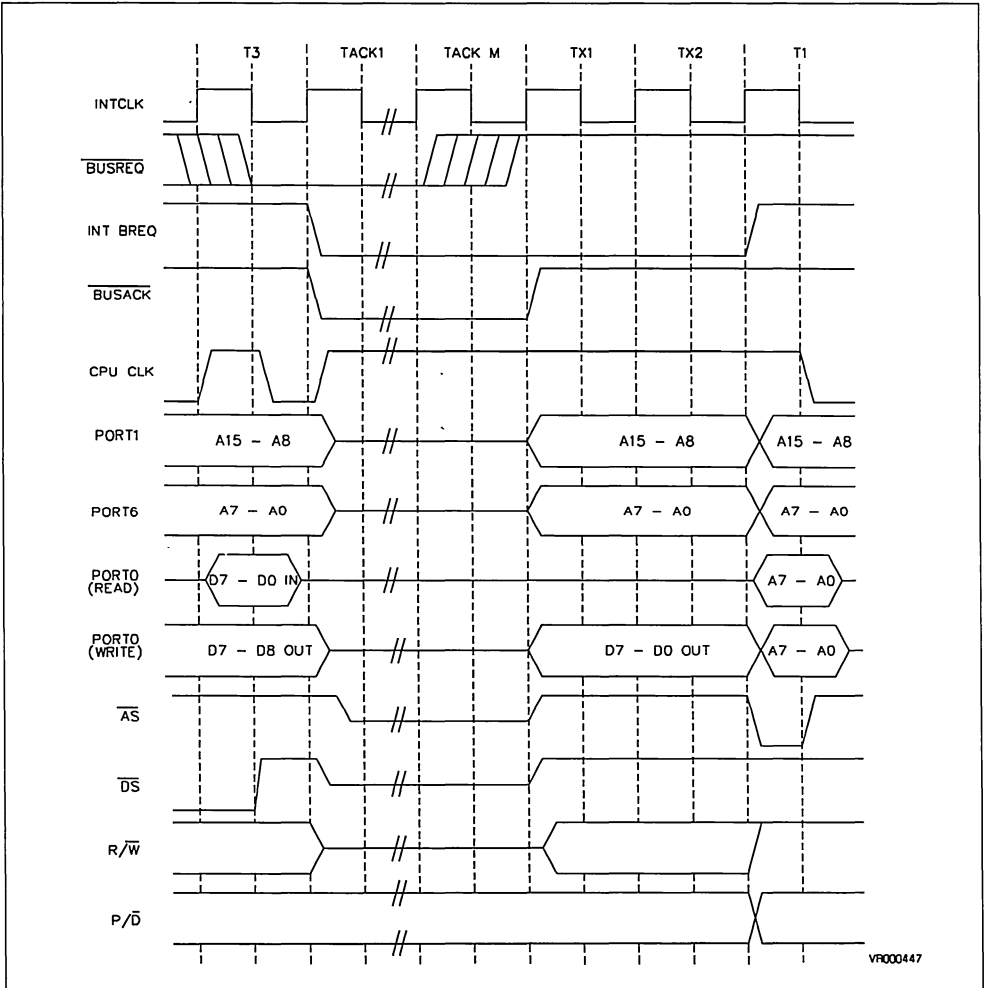 T3 TACK1 TACK M TX1 TX2 T1
INTCLK
BUSREQ
INT BREQ
BUSACK
CPU CLK
PORT1 A15 – A8 A15 – A8 A15 – A8
PORT6 A7 – A0 A7 – A0 A7 – A0
PORT0
(READ) D7 – D0 IN A7 – A0
PORT0
(WRITE) D7 – D8 OUT D7 – D0 OUT A7 – A0
AS
DS
R/W
P/D
VR000447